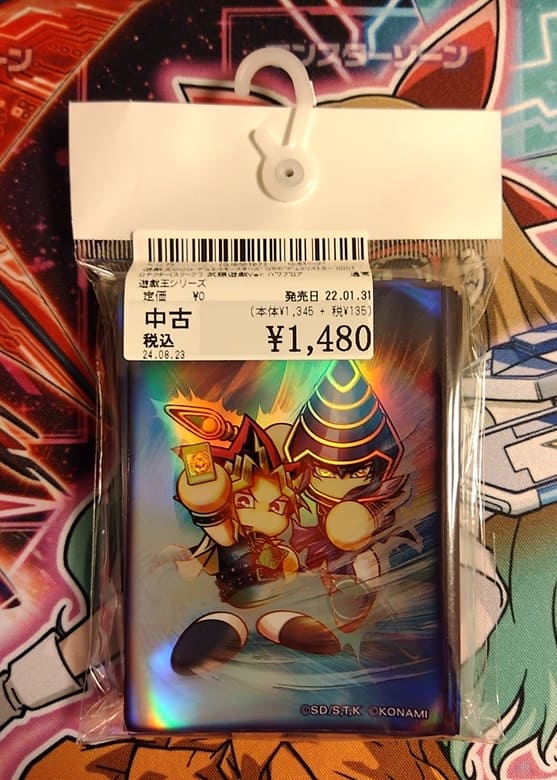 モンスターゾーン
ーン
遊戯王シリーズ
定価 ¥0
発売日 22.01.31
(本体¥1,345 + 税¥135)
中古
税込
¥1,480
24.08.23
©SD/S,T,K ©KONAMI